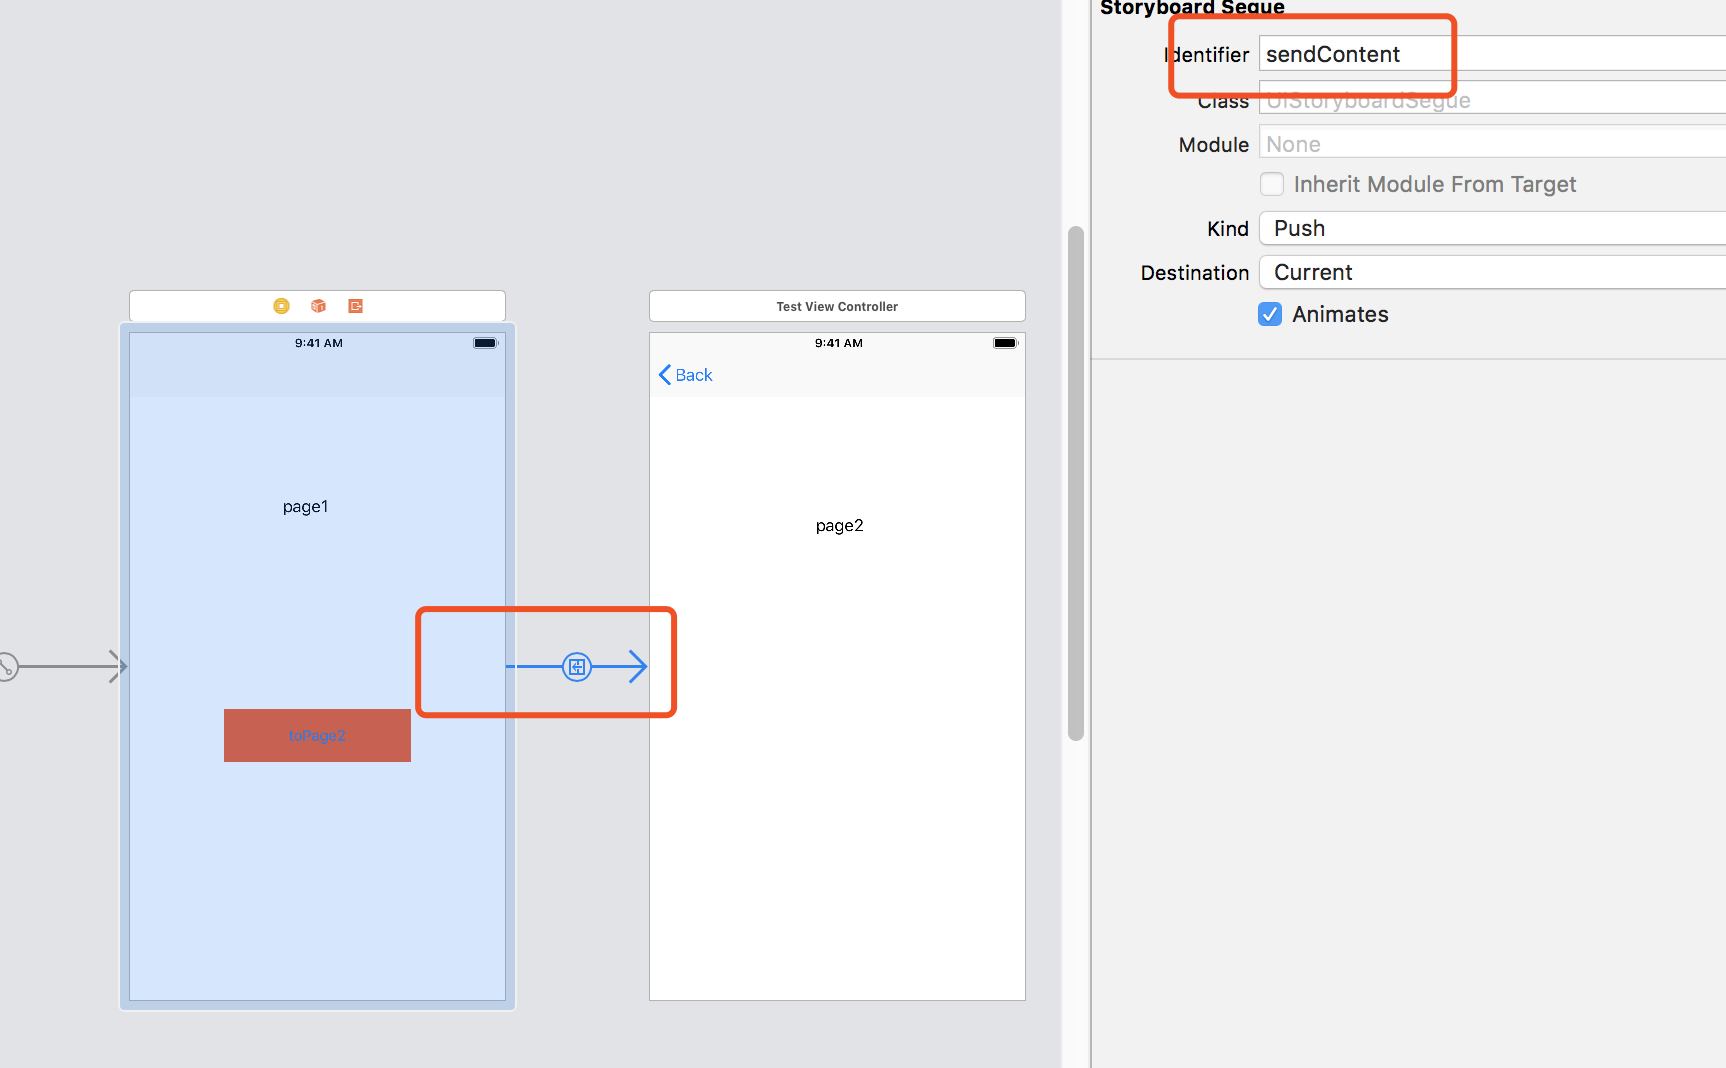 Storyboard Segue
Identifier sendContent
Class UIStoryboardSegue
Module None
Inherit Module From Target
Kind Push
Destination Current
Animates
Test View Controller
9:41 AM
9:41 AM
Back
page1
page2
toPage2